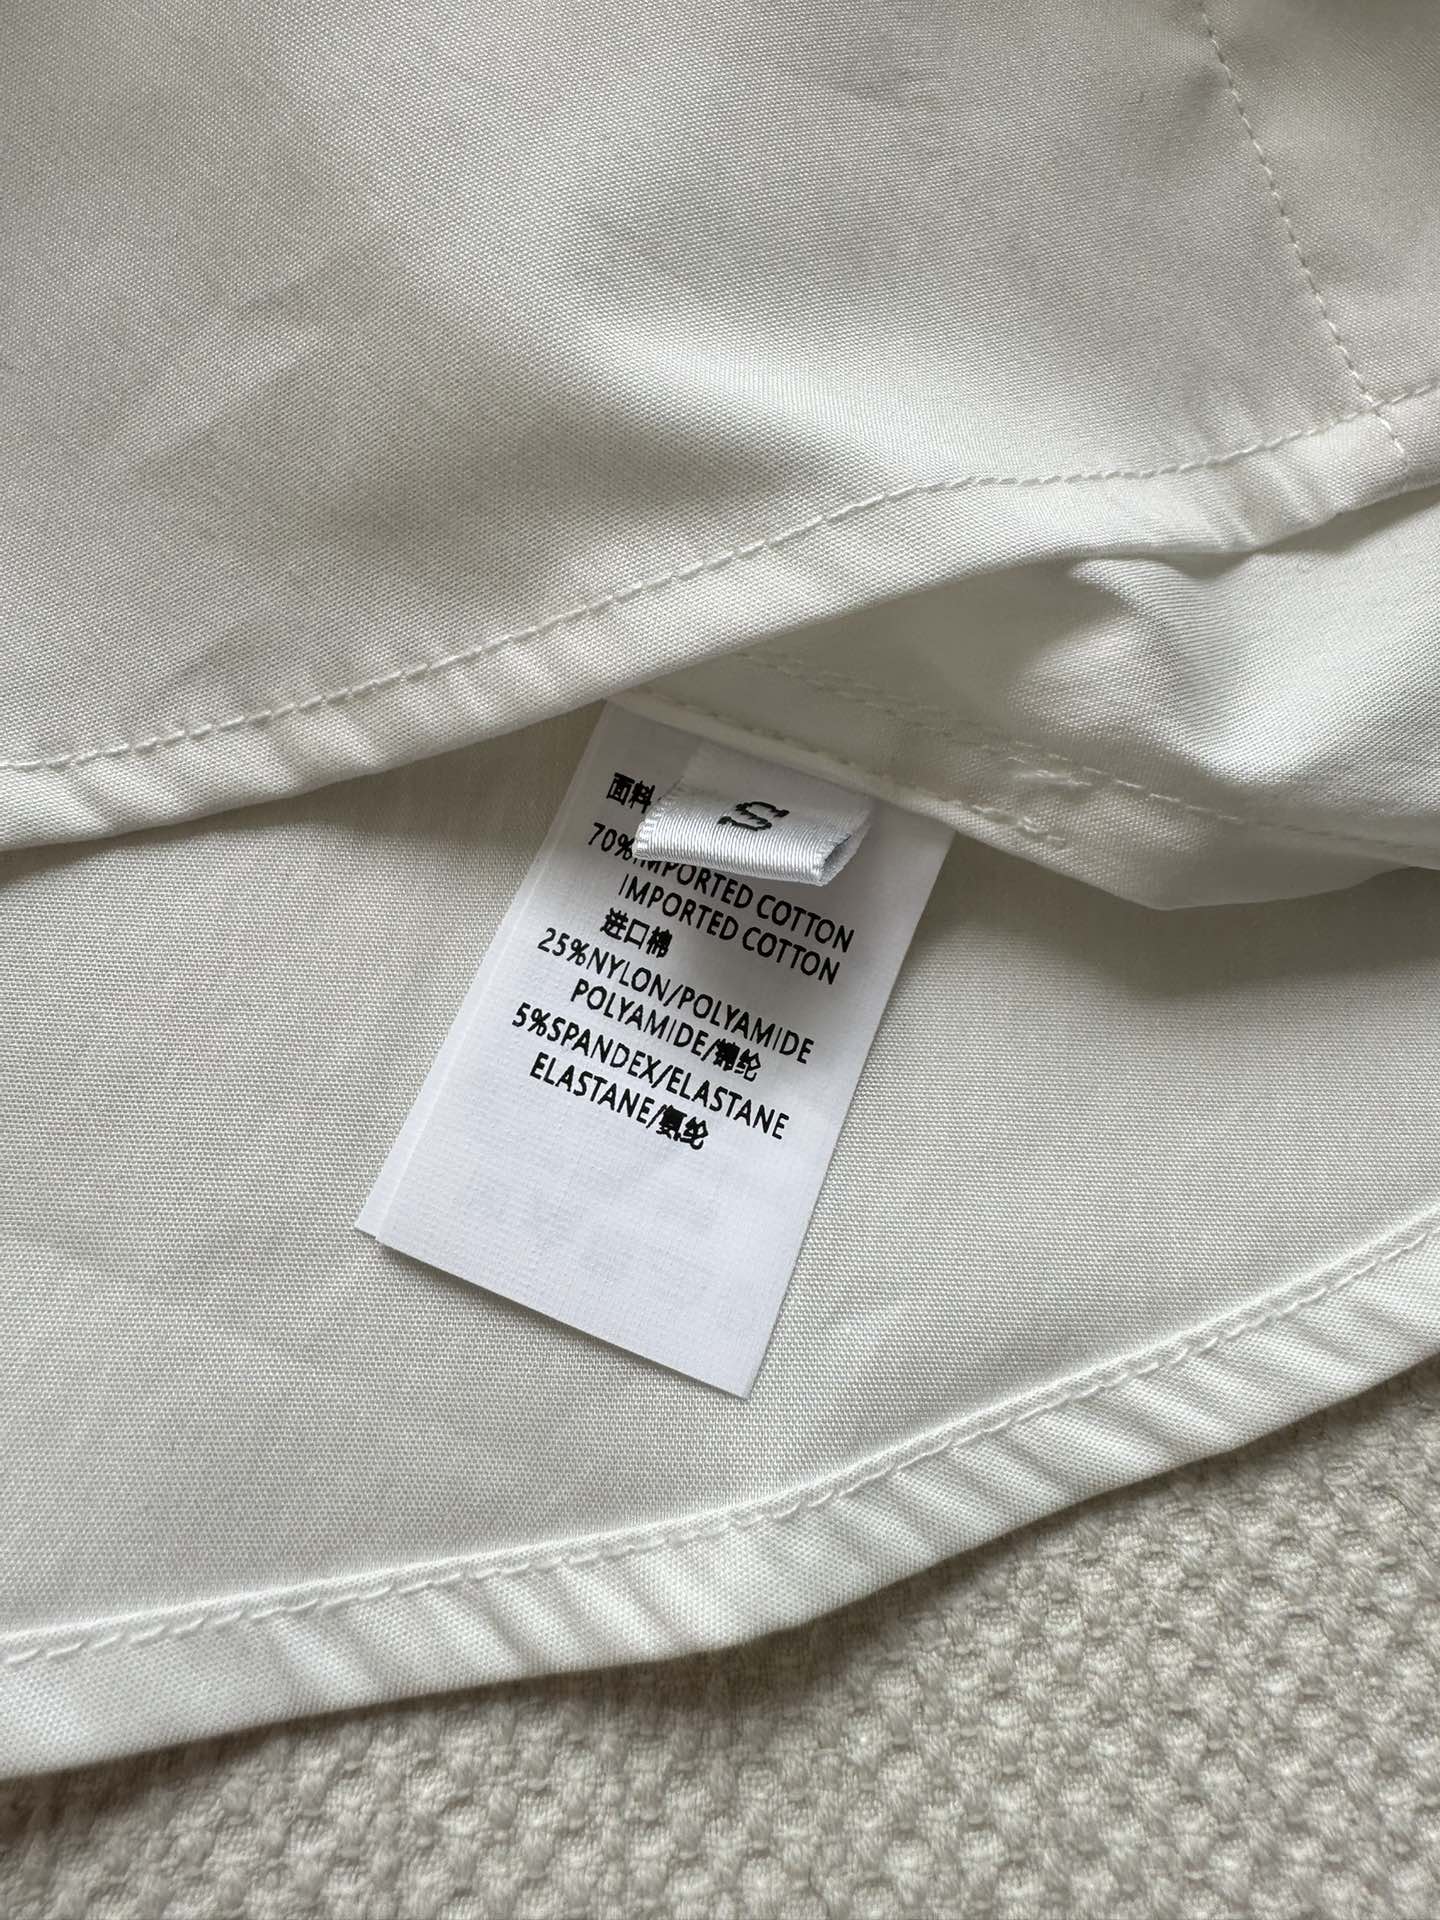 S
面料
70%IMPORTED COTTON
IMPORTED COTTON
进口棉
25%NYLON/POLYAMIDE
POLYAMIDE/锦纶
5%SPANDEX/ELASTANE
ELASTANE/氨纶